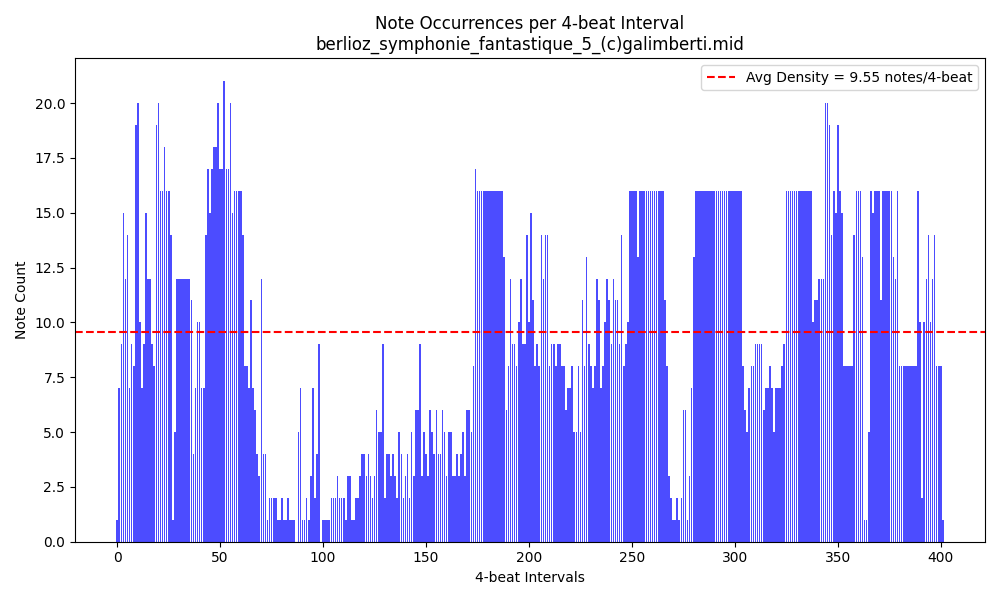 Note Occurrences per 4-beat Interval
berlioz_symphonie_fantastique_5_(c)galimberti.mid
Avg Density = 9.55 notes/4-beat
Note Count
20.0
17.5
15.0
12.5
10.0
7.5
5.0
2.5
0.0
0 50 100 150 200 250 300 350 400
4-beat Intervals